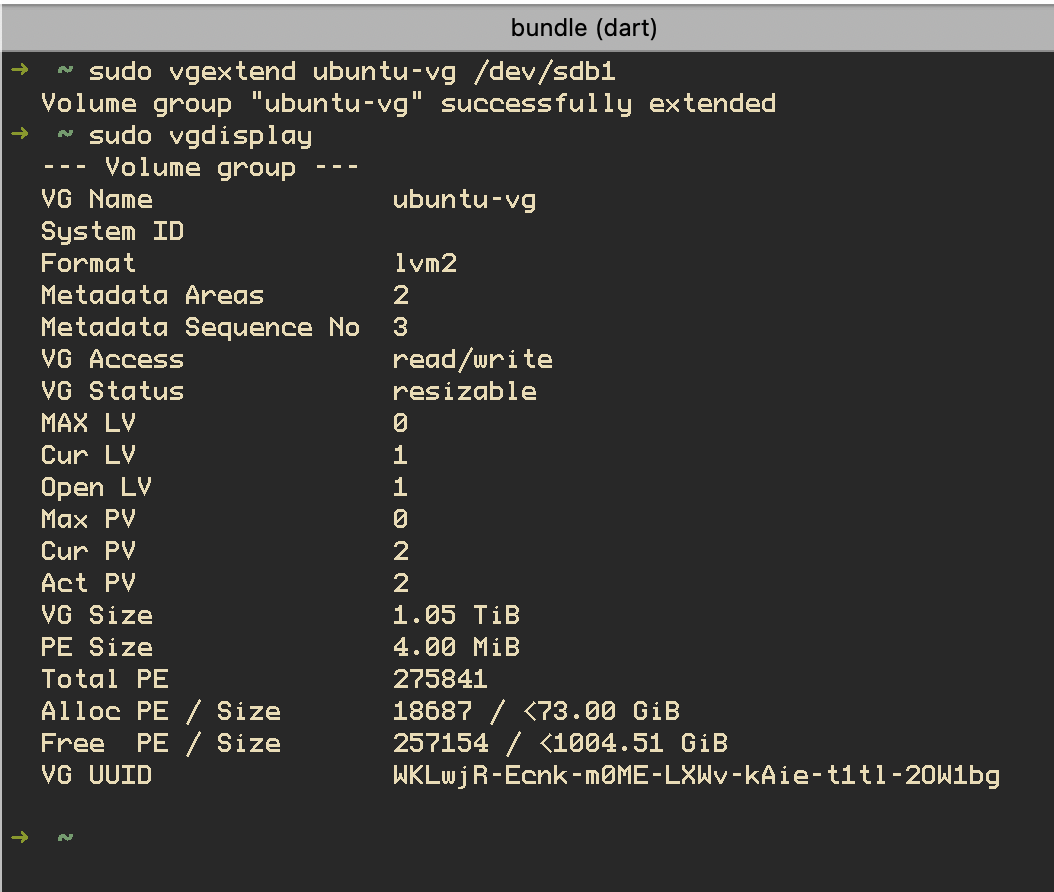 bundle (dart)
→ ~ sudo vgextend ubuntu-vg /dev/sdb1
Volume group "ubuntu-vg" successfully extended
→ ~ sudo vgdisplay
--- Volume group ---
VG Name ubuntu-vg
System ID
Format lvm2
Metadata Areas 2
Metadata Sequence No 3
VG Access read/write
VG Status resizable
MAX LV 0
Cur LV 1
Open LV 1
Max PV 0
Cur PV 2
Act PV 2
VG Size 1.05 TiB
PE Size 4.00 MiB
Total PE 275841
Alloc PE / Size 18687 / <73.00 GiB
Free  PE / Size 257154 / <1004.51 GiB
VG UUID WKLwjR-Ecnk-m0ME-LXWv-kAie-t1tl-2OW1bg
→ ~